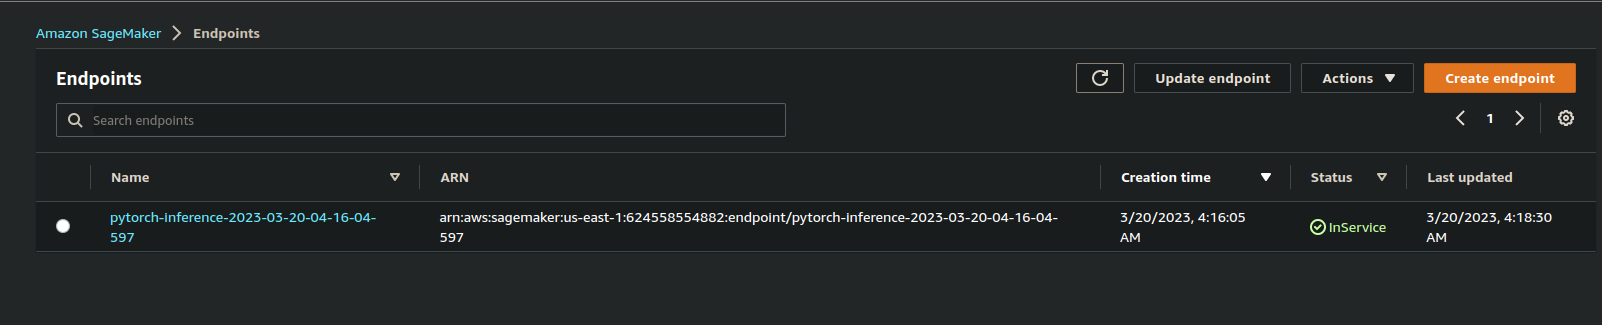 Amazon SageMaker > Endpoints
Endpoints
Update endpoint
Actions
Create endpoint
Search endpoints
1
Name
ARN
Creation time
Status
Last updated
pytorch-inference-2023-03-20-04-16-04-
597
arn:aws:sagemaker:us-east-1:624558554882:endpoint/pytorch-inference-2023-03-20-04-16-04-
597
3/20/2023, 4:16:05
AM
InService
3/20/2023, 4:18:30
AM